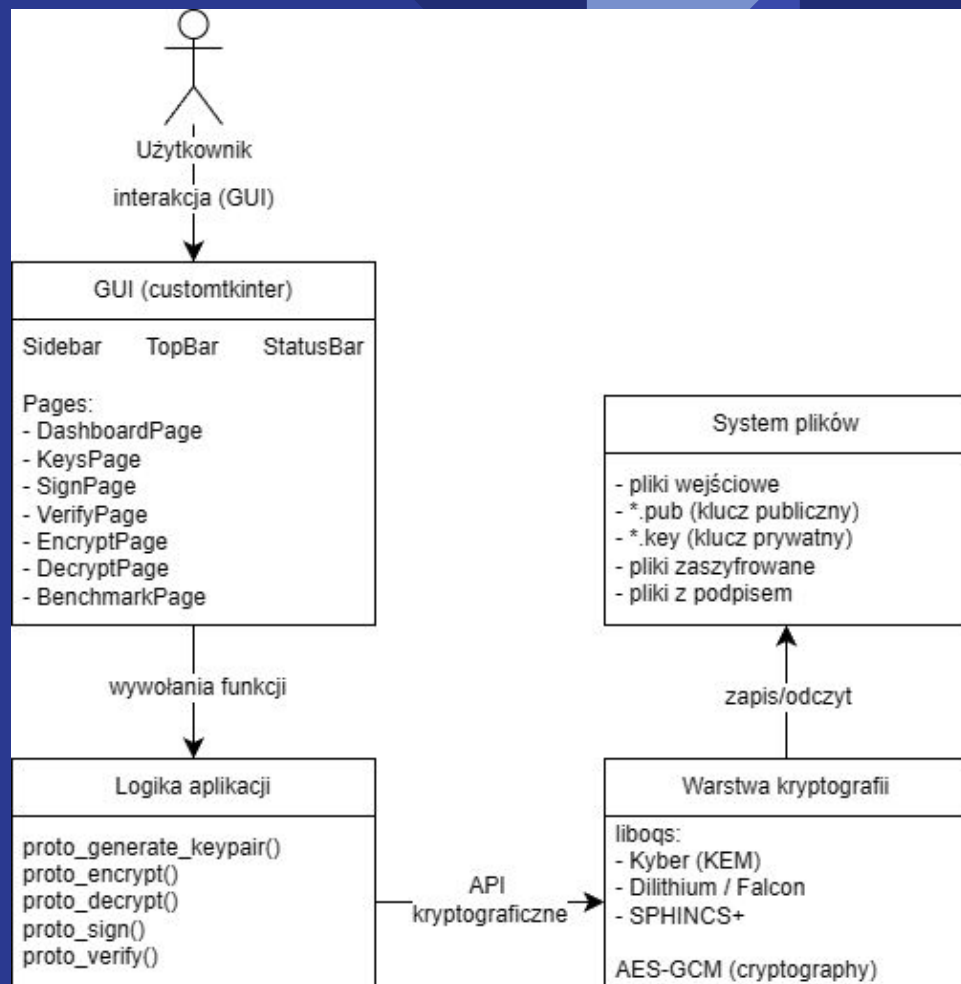 Użytkownik
interakcja (GUI)
GUI (customtkinter)
Sidebar TopBar StatusBar
Pages:
- DashboardPage
- KeysPage
- SignPage
- VerifyPage
- EncryptPage
- DecryptPage
- BenchmarkPage
wywołania funkcji
Logika aplikacji
proto_generate_keypair()
proto_encrypt()
proto_decrypt()
proto_sign()
proto_verify()
API
kryptograficzne
Warstwa kryptografii
liboqs:
- Kyber (KEM)
- Dilithium / Falcon
- SPHINCS+
AES-GCM (cryptography)
zapis/odczyt
System plików
- pliki wejściowe
- *.pub (klucz publiczny)
- *.key (klucz prywatny)
- pliki zaszyfrowane
- pliki z podpisem